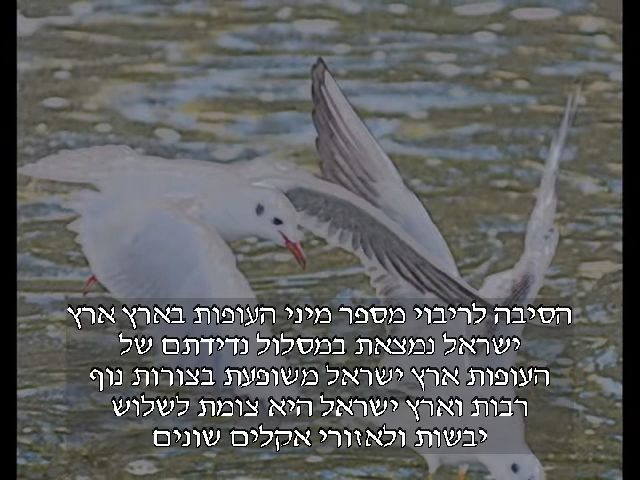 הסיבה לריבוי מספר מיני העופות בארץ ארץ
ישראל נמצאת במסלול נדידתם של
העופות ארץ ישראל משופעת בצורות נוף
רבות וארץ ישראל היא צומת לשלוש
יבשות ולאזורי אקלים שונים